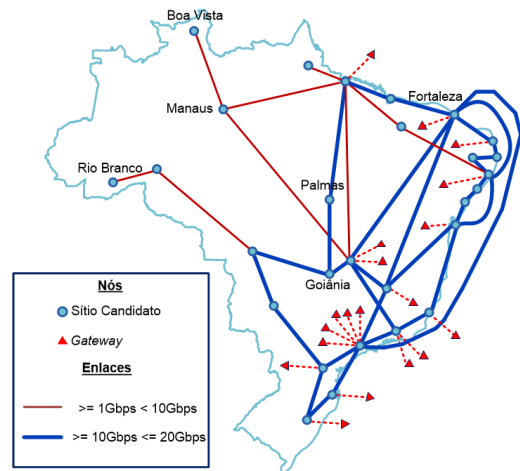 Boa Vista
Fortaleza
Manaus
Rio Branco
Palmas
Goiânia
Nós
Sítio Candidato
Gateway
Enlaces
>= 1Gbps < 10Gbps
>= 10Gbps <= 20Gbps